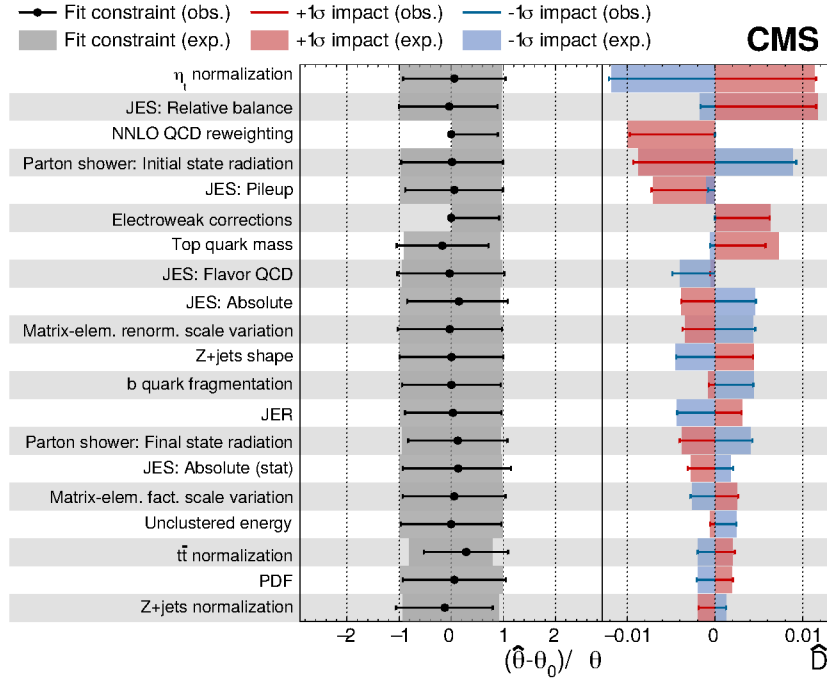 Fit constraint (obs.) +1σ impact (obs.) -1σ impact (obs.)
Fit constraint (exp.) +1σ impact (exp.) -1σ impact (exp.)
CMS
η_t normalization
JES: Relative balance
NNLO QCD reweighting
Parton shower: Initial state radiation
JES: Pileup
Electroweak corrections
Top quark mass
JES: Flavor QCD
JES: Absolute
Matrix-elem. renorm. scale variation
Z+jets shape
b quark fragmentation
JER
Parton shower: Final state radiation
JES: Absolute (stat)
Matrix-elem. fact. scale variation
Unclustered energy
tt̄ normalization
PDF
Z+jets normalization
−2 −1 0 1 2 −0.01 0 0.01
(θ̂-θ₀)/ θ D̂